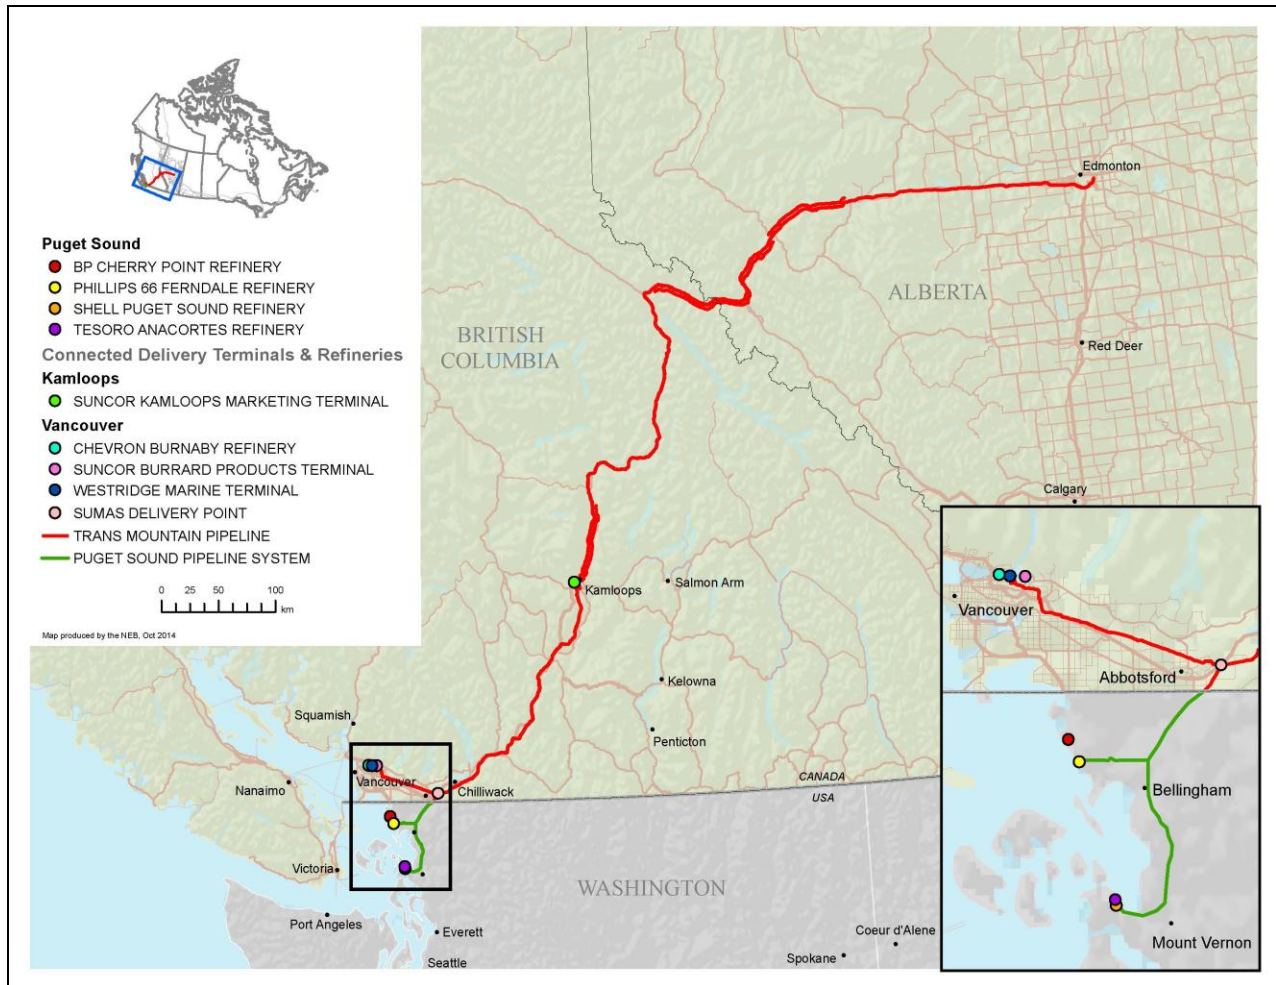 Puget Sound
BP CHERRY POINT REFINERY
PHILLIPS 66 FERNDALE REFINERY
SHELL PUGET SOUND REFINERY
TESORO ANACORTES REFINERY
Connected Delivery Terminals & Refineries
Kamloops
SUNCOR KAMLOOPS MARKETING TERMINAL
Vancouver
CHEVRON BURNABY REFINERY
SUNCOR BURRARD PRODUCTS TERMINAL
WESTRIDGE MARINE TERMINAL
SUMAS DELIVERY POINT
TRANS MOUNTAIN PIPELINE
PUGET SOUND PIPELINE SYSTEM
0 25 50 100
km
Map produced by the NEB, Oct 2014
Edmonton
ALBERTA
BRITISH
COLUMBIA
Red Deer
Calgary
Kamloops
Salmon Arm
Kelowna
Penticton
Squamish
Vancouver
Chilliwack
Nanaimo
Victoria
CANADA
USA
WASHINGTON
Port Angeles
Everett
Seattle
Coeur d'Alene
Spokane
Vancouver
Abbotsford
Bellingham
Mount Vernon